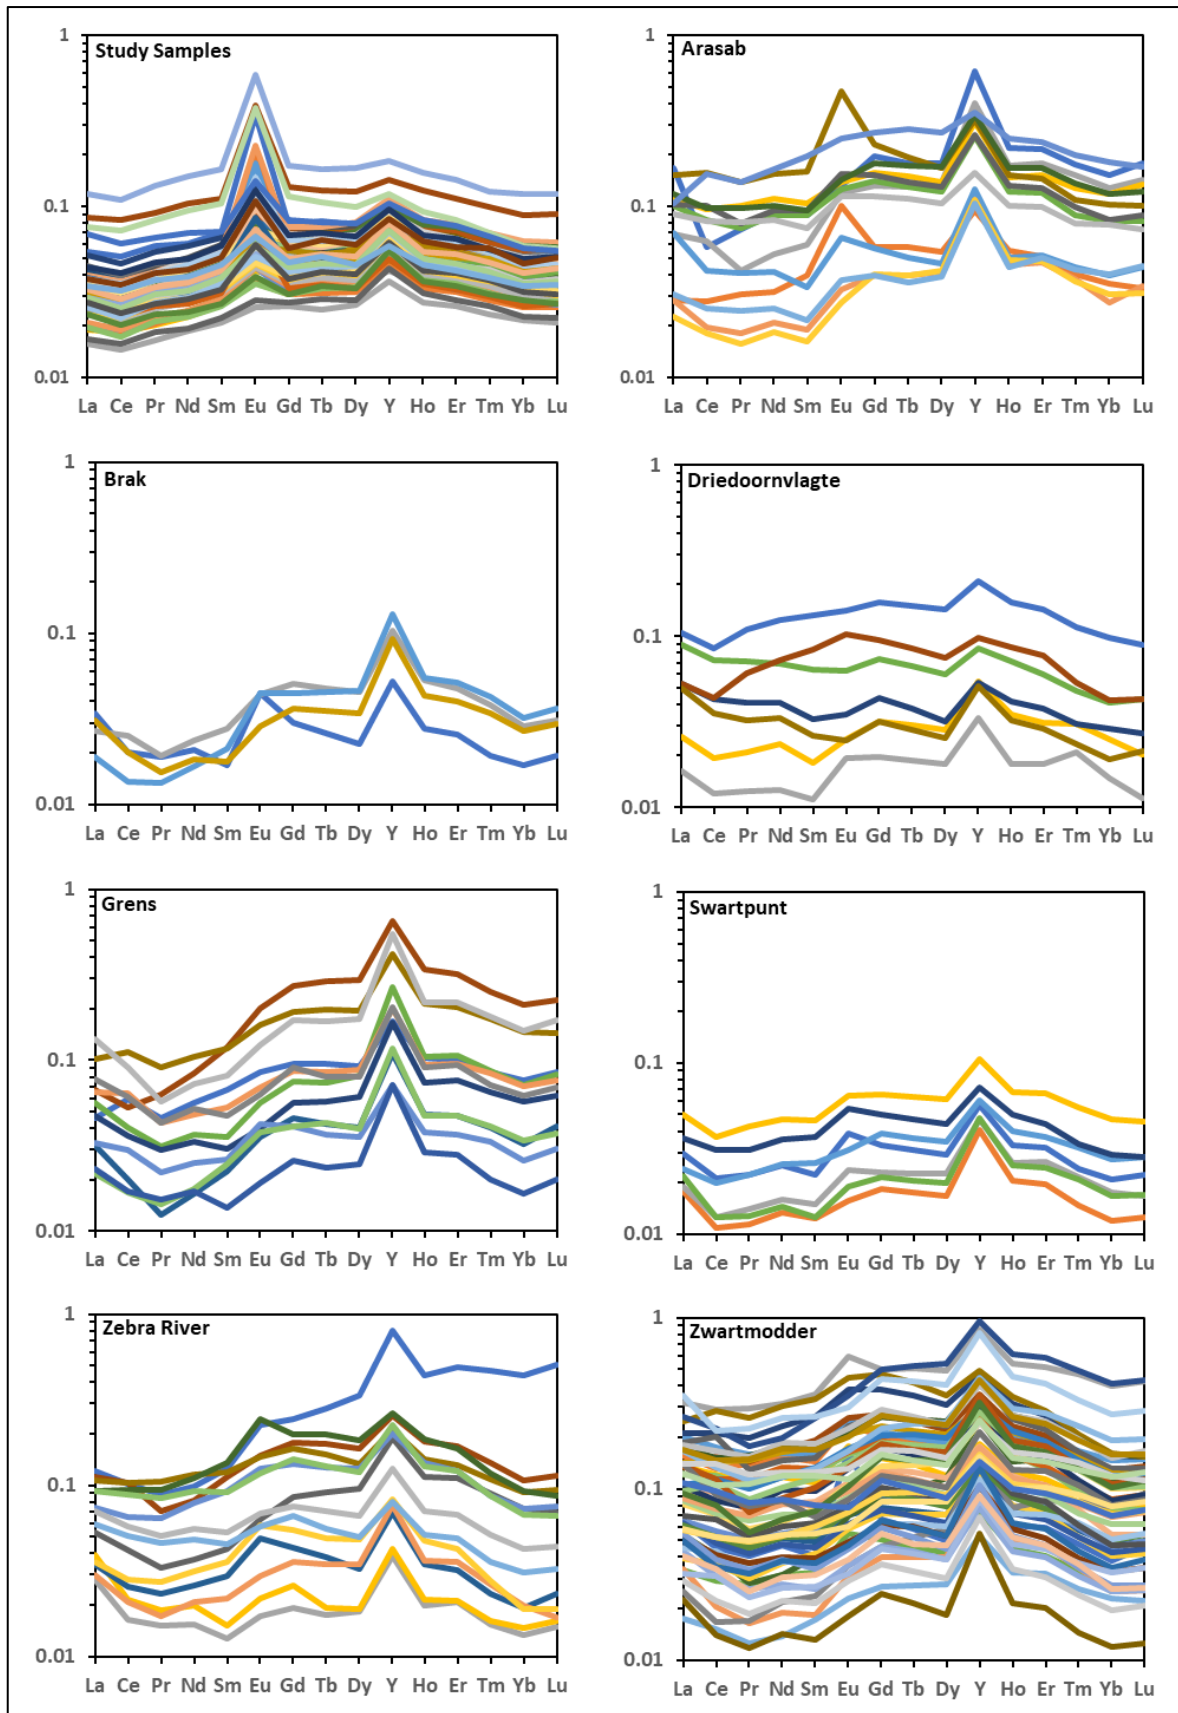 Study Samples
1
0.1
0.01
La Ce Pr Nd Sm Eu Gd Tb Dy Y Ho Er Tm Yb Lu
Arasab
1
0.1
0.01
La Ce Pr Nd Sm Eu Gd Tb Dy Y Ho Er Tm Yb Lu
Brak
1
0.1
0.01
La Ce Pr Nd Sm Eu Gd Tb Dy Y Ho Er Tm Yb Lu
Driedoornvlagte
1
0.1
0.01
La Ce Pr Nd Sm Eu Gd Tb Dy Y Ho Er Tm Yb Lu
Grens
1
0.1
0.01
La Ce Pr Nd Sm Eu Gd Tb Dy Y Ho Er Tm Yb Lu
Swartpunt
1
0.1
0.01
La Ce Pr Nd Sm Eu Gd Tb Dy Y Ho Er Tm Yb Lu
Zebra River
1
0.1
0.01
La Ce Pr Nd Sm Eu Gd Tb Dy Y Ho Er Tm Yb Lu
Zwartmodder
1
0.1
0.01
La Ce Pr Nd Sm Eu Gd Tb Dy Y Ho Er Tm Yb Lu